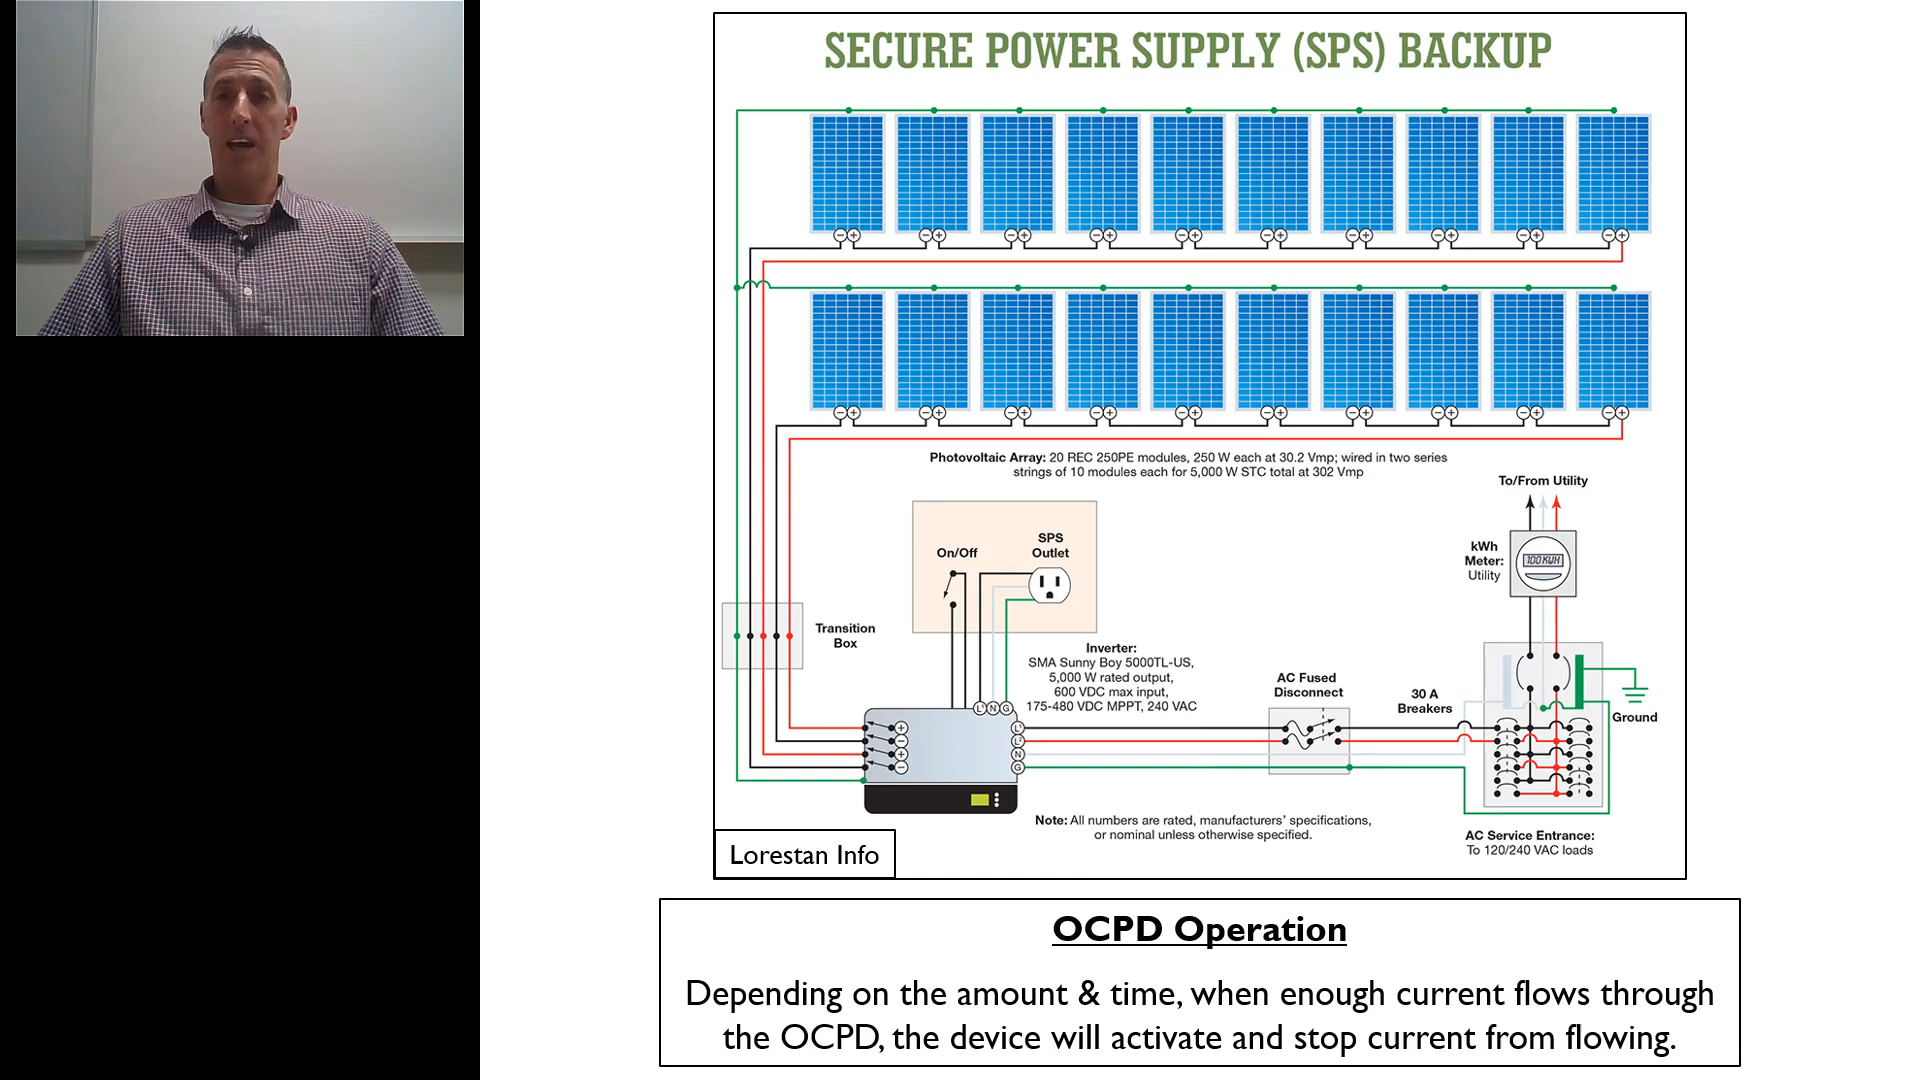 SECURE POWER SUPPLY (SPS) BACKUP
Photovoltaic Array: 20 REC 250PE modules, 250 W each at 30.2 Vmp; wired in two series
strings of 10 modules each for 5,000 W STC total at 302 Vmp
To/From Utility
kWh
Meter:
Utility
100 KWH
On/Off
SPS
Outlet
Transition
Box
Inverter:
SMA Sunny Boy 5000TL-US,
5,000 W rated output,
600 VDC max input,
175-480 VDC MPPT, 240 VAC
L1 N G
AC Fused
Disconnect
30 A
Breakers
Ground
L1
L2
N
G
Note: All numbers are rated, manufacturers’ specifications,
or nominal unless otherwise specified.
AC Service Entrance:
To 120/240 VAC loads
Lorestan Info
OCPD Operation
Depending on the amount & time, when enough current flows through
the OCPD, the device will activate and stop current from flowing.